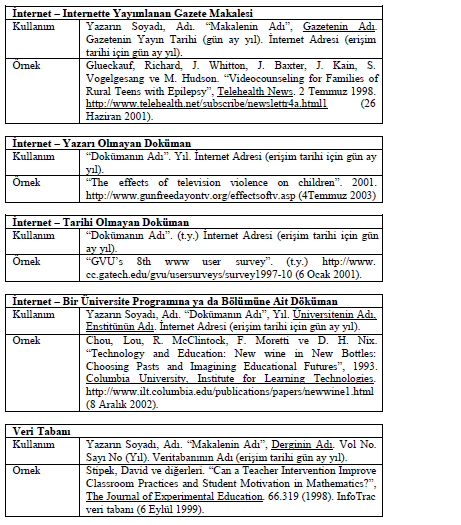 İnternet – Internette Yayımlanan Gazete Makalesi
Kullanım Yazarın Soyadı, Adı. “Makalenin Adı”, Gazetenin Adı.
Gazetenin Yayın Tarihi (gün ay yıl). İnternet Adresi (erişim
tarihi için gün ay yıl).
Örnek Glueckauf, Richard, J. Whitton, J. Baxter, J. Kain, S.
Vogelgesang ve M. Hudson. “Videocounseling for Families of
Rural Teens with Epilepsy”, Telehealth News. 2 Temmuz 1998.
http://www.telehealth.net/subscribe/newslettr4a.html1 (26
Haziran 2001).
İnternet – Yazarı Olmayan Doküman
Kullanım “Dokümanın Adı”. Yıl. İnternet Adresi (erişim tarihi için gün ay
yıl).
Örnek “The effects of television violence on children”. 2001.
http://www.gunfreedayontv.org/effectsoftv.asp (4Temmuz 2003)
İnternet – Tarihi Olmayan Doküman
Kullanım “Dokümanın Adı”. (t.y.) İnternet Adresi (erişim tarihi için gün
ay yıl).
Örnek “GVU's 8th www user survey”. (t.y.) http://www.
cc.gatech.edu/gvu/usersurveys/survey1997-10 (6 Ocak 2001).
İnternet – Bir Üniversite Programına ya da Bölümüne Ait Döküman
Kullanım Yazarın Soyadı, Adı. “Dokümanın Adı”, Yıl. Üniversitenin Adı,
Enstitünün Adı. İnternet Adresi (erişim tarihi için gün ay yıl).
Örnek Chou, Lou, R. McClintock, F. Moretti ve D. H. Nix.
“Technology and Education: New wine in New Bottles:
Choosing Pasts and Imagining Educational Futures”, 1993.
Columbia University, Institute for Learning Technologies.
http://www.ilt.columbia.edu/publications/papers/newwine1.html
(8 Aralık 2002).
Veri Tabanı
Kullanım Yazarın Soyadı, Adı. “Makalenin Adı”, Derginin Adı. Vol No.
Sayı No (Yıl). Veritabanının Adı (erişim tarihi gün ay yıl).
Örnek Stipek, David ve diğerleri. “Can a Teacher Intervention Improve
Classroom Practices and Student Motivation in Mathematics?”,
The Journal of Experimental Education. 66.319 (1998). InfoTrac
veri tabanı (6 Eylül 1999).